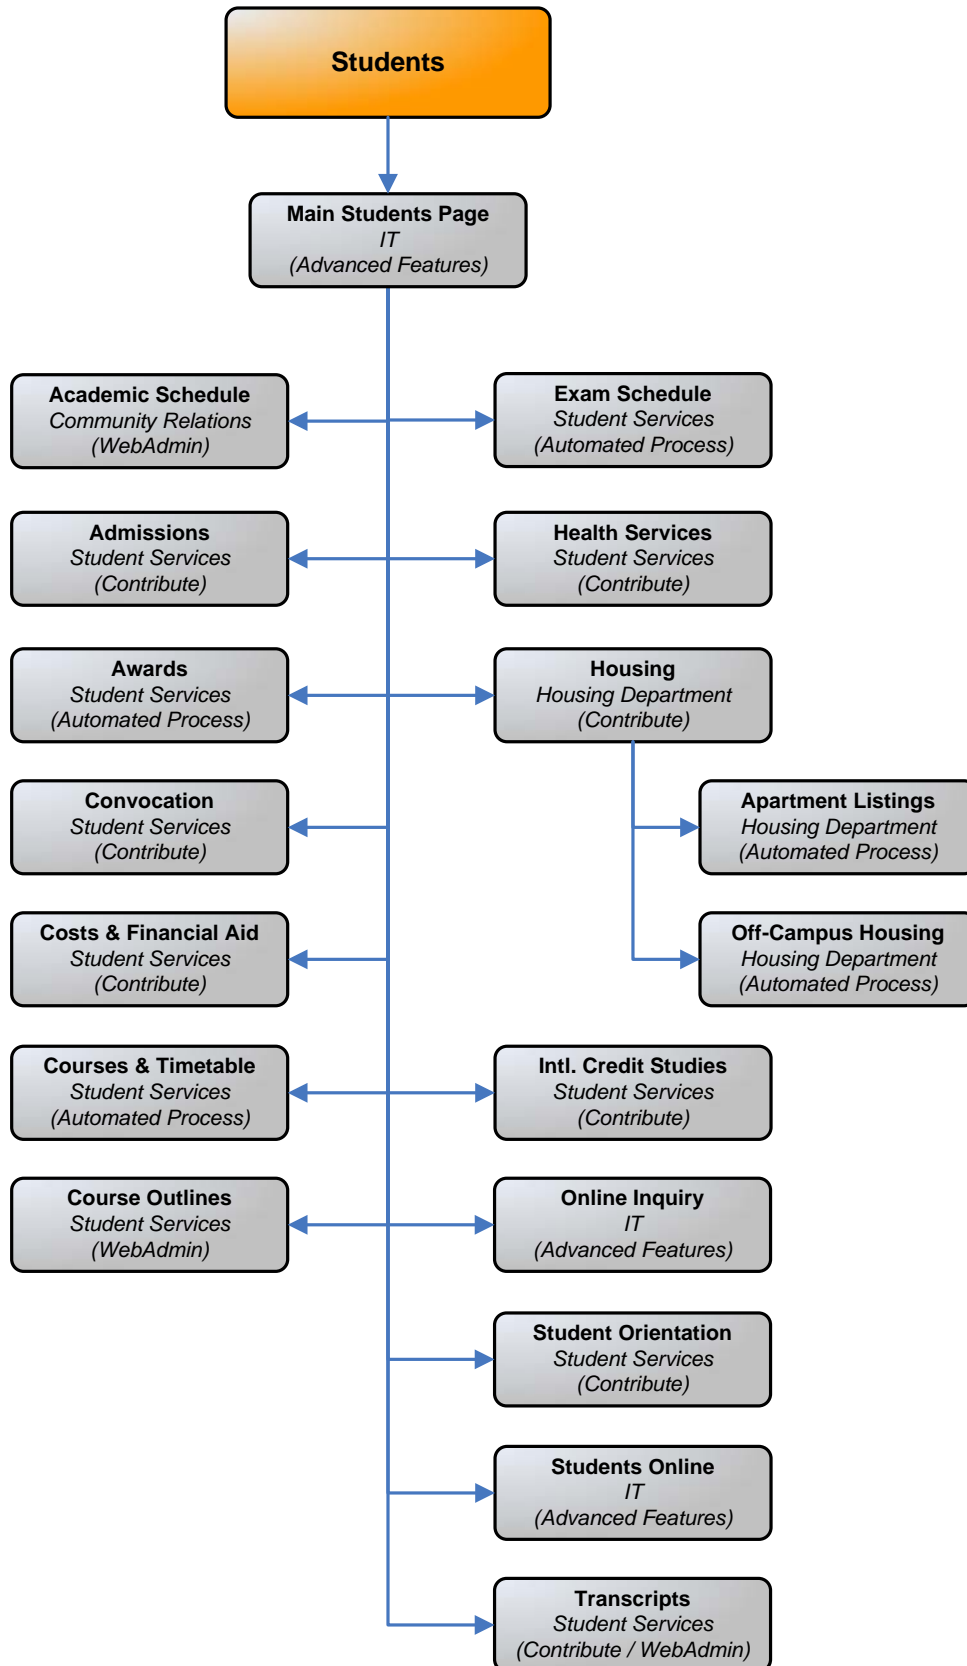 Students
Main Students Page
IT
(Advanced Features)
Academic Schedule
Community Relations
(WebAdmin)
Exam Schedule
Student Services
(Automated Process)
Admissions
Student Services
(Contribute)
Health Services
Student Services
(Contribute)
Awards
Student Services
(Automated Process)
Housing
Housing Department
(Contribute)
Convocation
Student Services
(Contribute)
Apartment Listings
Housing Department
(Automated Process)
Costs & Financial Aid
Student Services
(Contribute)
Off-Campus Housing
Housing Department
(Automated Process)
Courses & Timetable
Student Services
(Automated Process)
Intl. Credit Studies
Student Services
(Contribute)
Course Outlines
Student Services
(WebAdmin)
Online Inquiry
IT
(Advanced Features)
Student Orientation
Student Services
(Contribute)
Students Online
IT
(Advanced Features)
Transcripts
Student Services
(Contribute / WebAdmin)